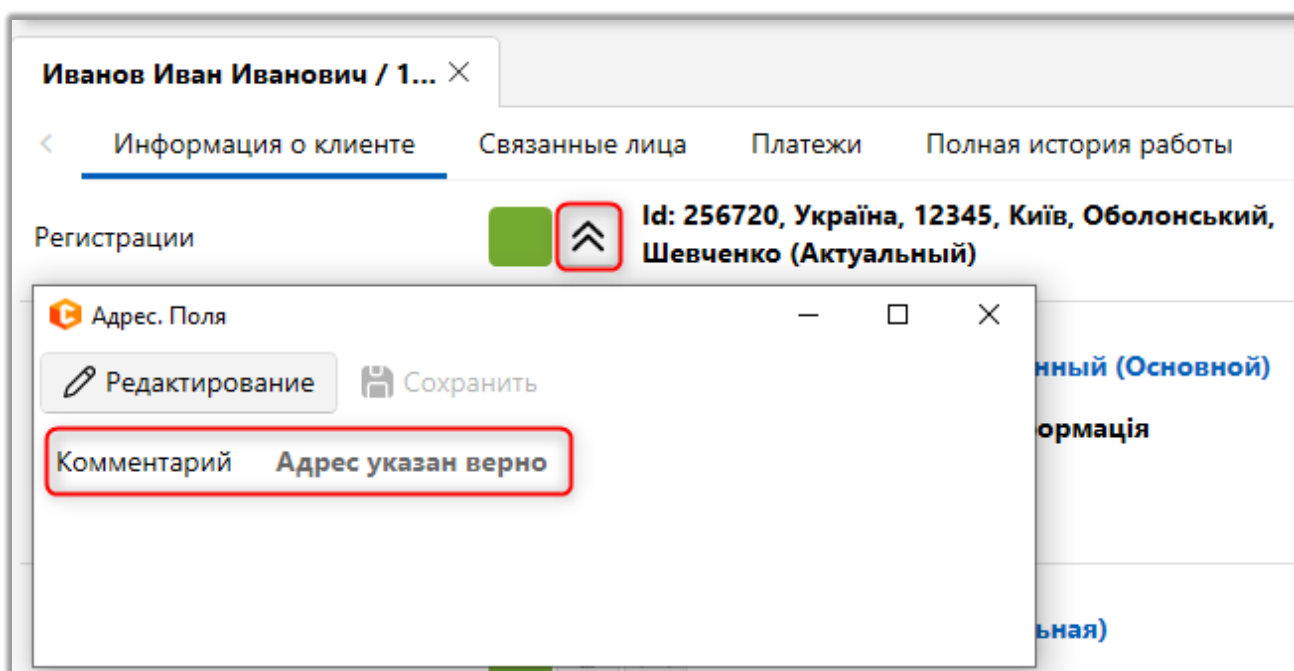 Иванов Иван Иванович / 1...
Информация о клиенте Связанные лица Платежи Полная история работы
Регистрации
Id: 256720, Україна, 12345, Київ, Оболонський,
Шевченко (Актуальный)
Адрес. Поля
Редактирование Сохранить
нный (Основной)
Комментарий Адрес указан верно
ормація
ьная)